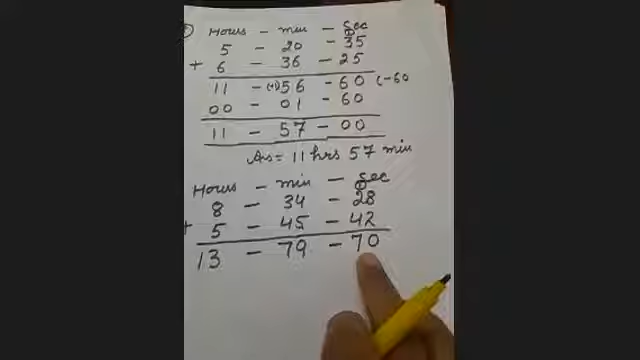 Hours - min - Sec
5 - 20 - 35
+ 6 - 36 - 25
11 - (+) 56 - 60 (-60
00 - 01 - 60
11 - 57 - 00
Ans = 11 hrs 57 min
Hours - min - Sec
8 - 34 - 28
+ 5 - 45 - 42
13 - 79 - 70